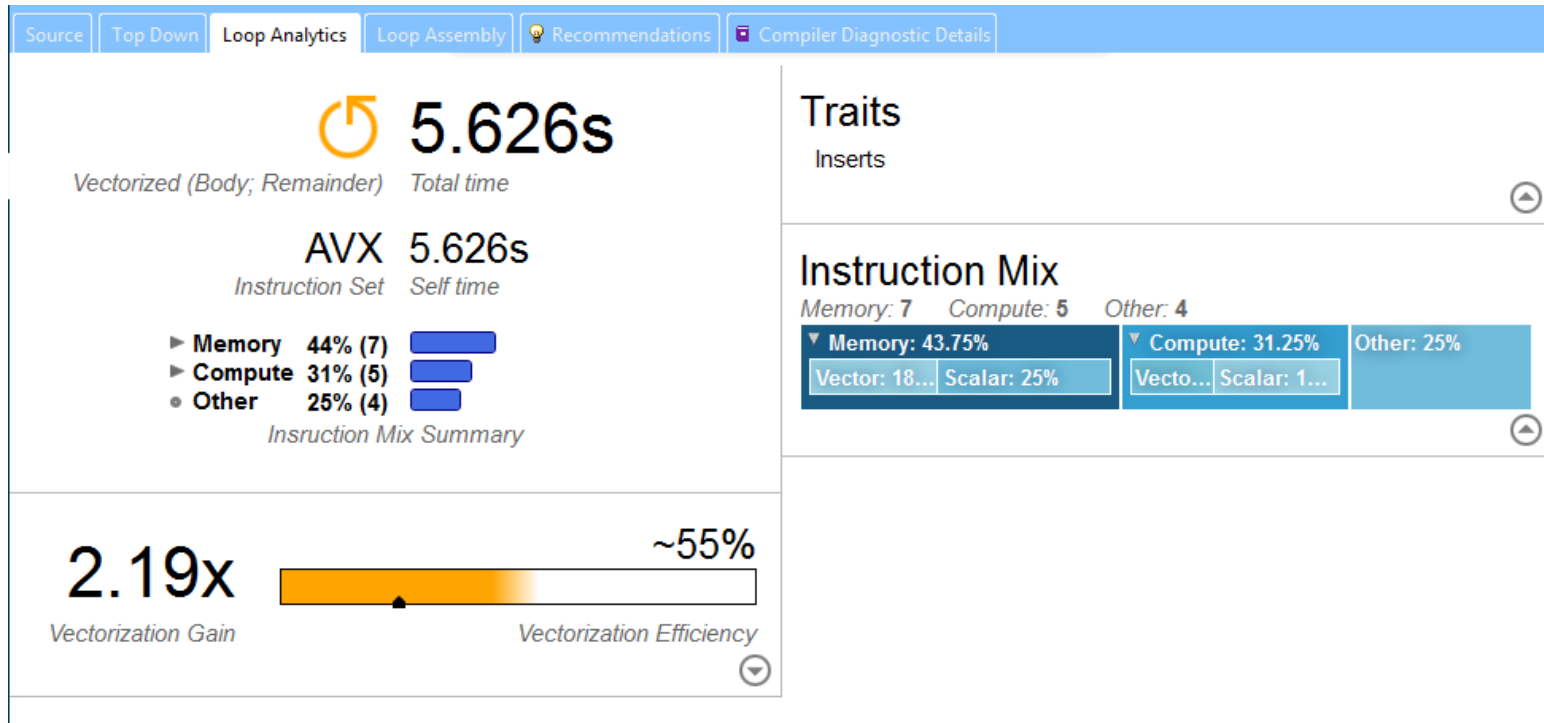 Source Top Down Loop Analytics Loop Assembly Recommendations Compiler Diagnostic Details
5.626s
Vectorized (Body; Remainder) Total time
AVX 5.626s
Instruction Set Self time
Memory 44% (7)
Compute 31% (5)
Other 25% (4)
Insruction Mix Summary
2.19x
~55%
Vectorization Gain Vectorization Efficiency
Traits
Inserts
Instruction Mix
Memory: 7 Compute: 5 Other: 4
Memory: 43.75% Compute: 31.25% Other: 25%
Vector: 18... Scalar: 25% Vecto... Scalar: 1...